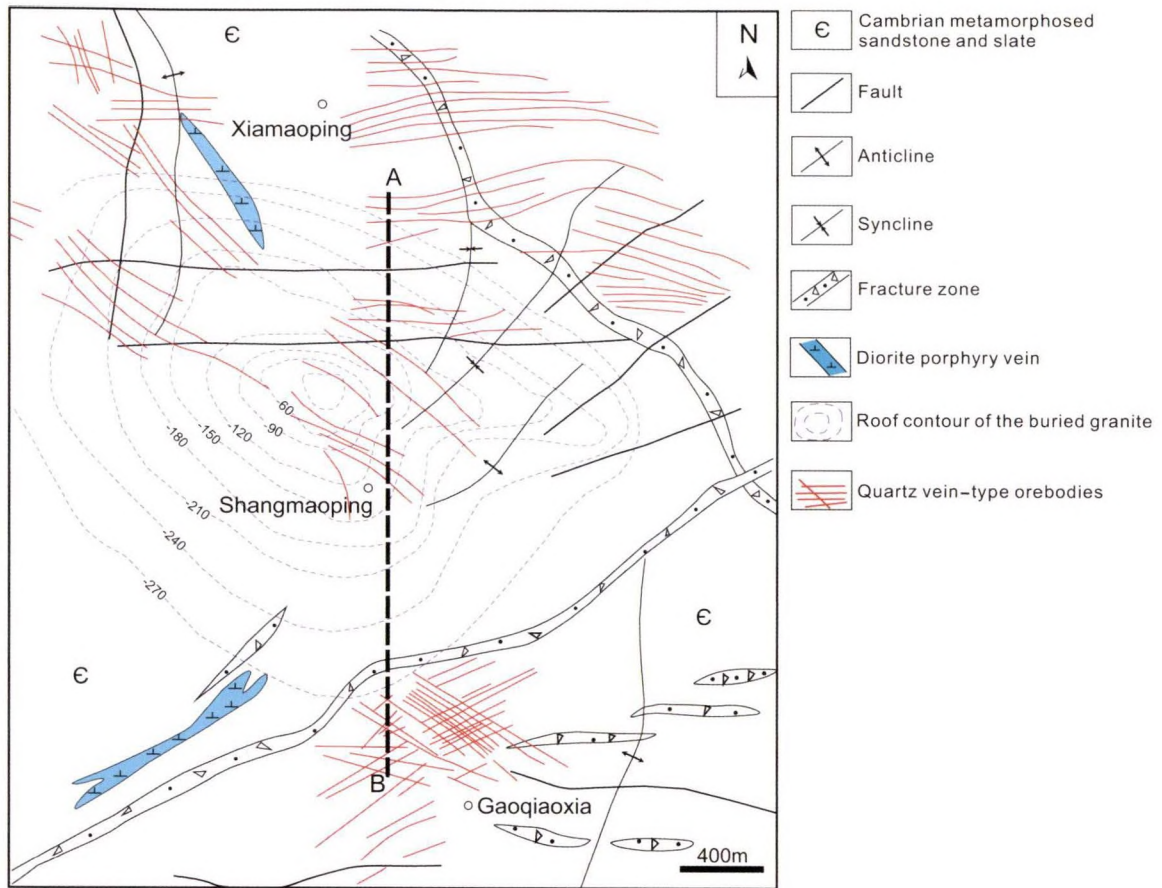 Є
N
Xiamaoping
A
-60
-90
-120
-150
-180
-210
-240
-270
Shangmaoping
Є
Є
B
Gaoqiaoxia
400m
Є
Cambrian metamorphosed
sandstone and slate
Fault
Anticline
Syncline
Fracture zone
Diorite porphyry vein
Roof contour of the buried granite
Quartz vein-type orebodies